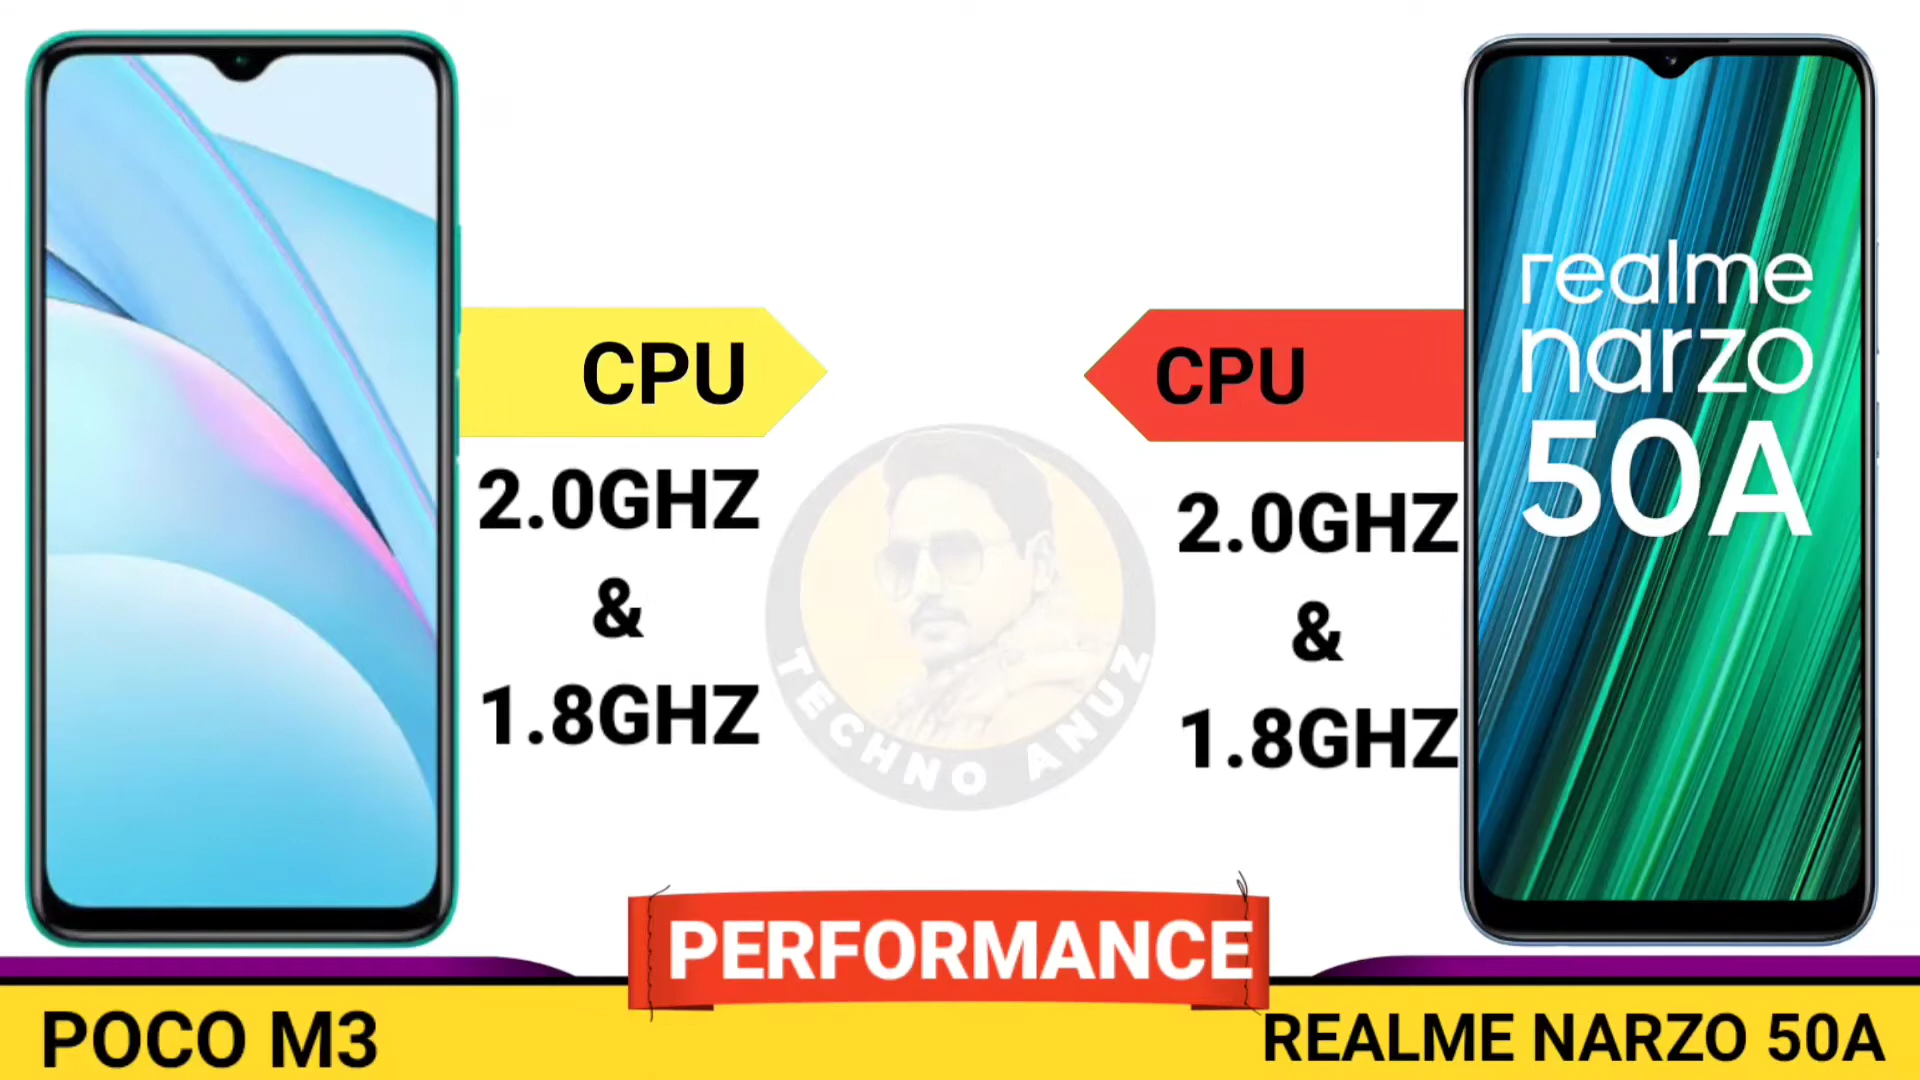 CPU
2.0GHZ
&
1.8GHZ
CPU
2.0GHZ
&
1.8GHZ
realme
narzo
50A
TECHNO ANUZ
PERFORMANCE
POCO M3
REALME NARZO 50A